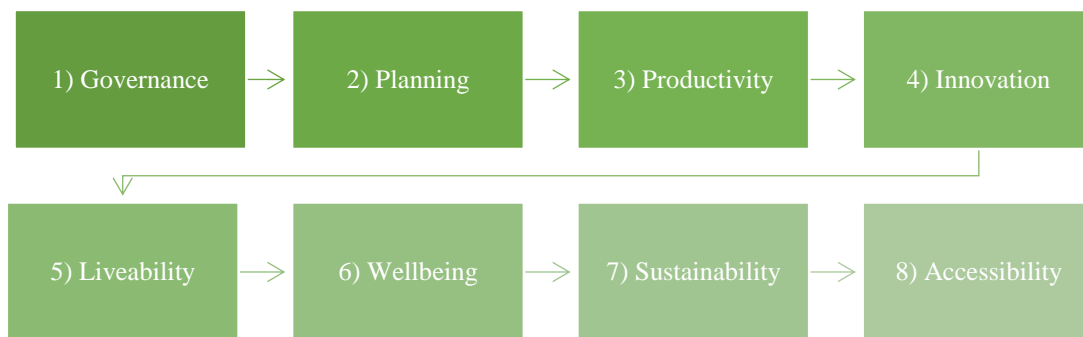 1) Governance
2) Planning
3) Productivity
4) Innovation
5) Liveability
6) Wellbeing
7) Sustainability
8) Accessibility